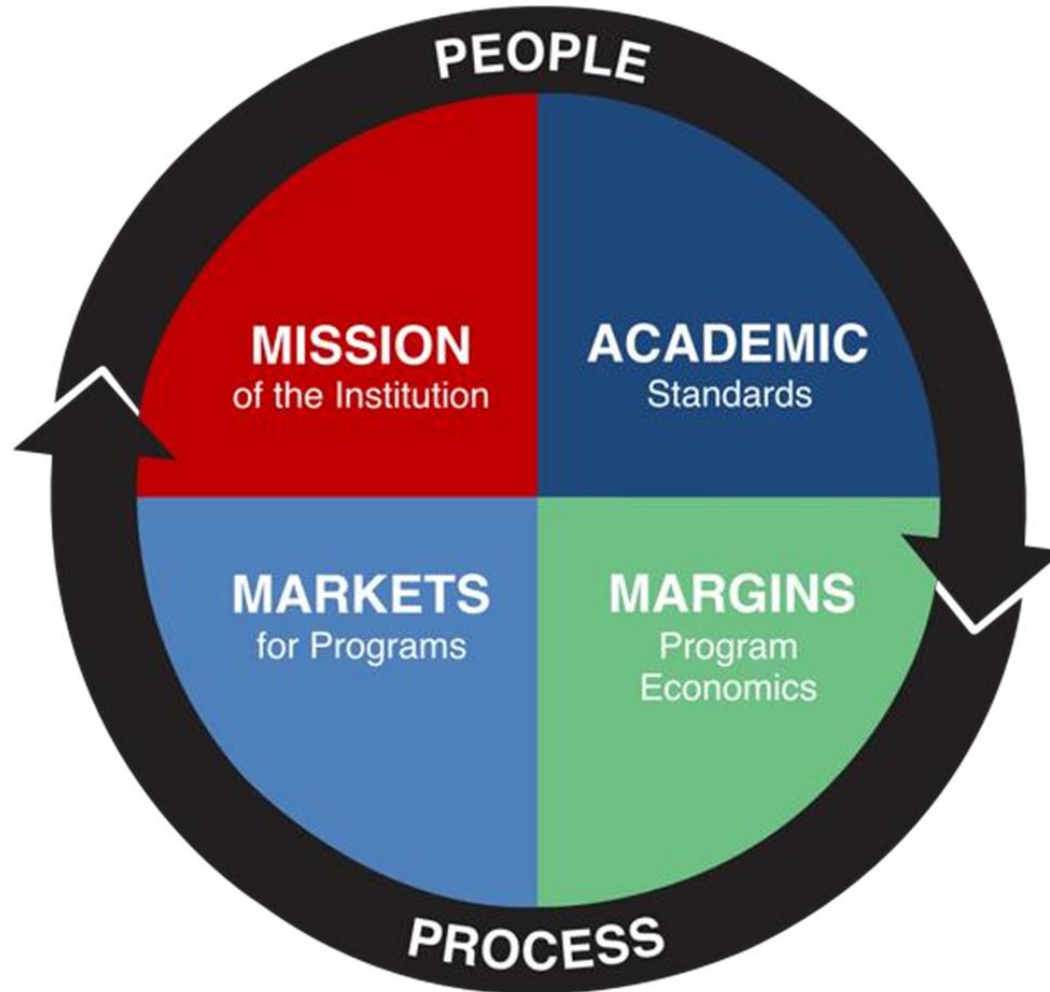 PEOPLE
MISSION
of the Institution
ACADEMIC
Standards
MARKETS
for Programs
MARGINS
Program
Economics
PROCESS